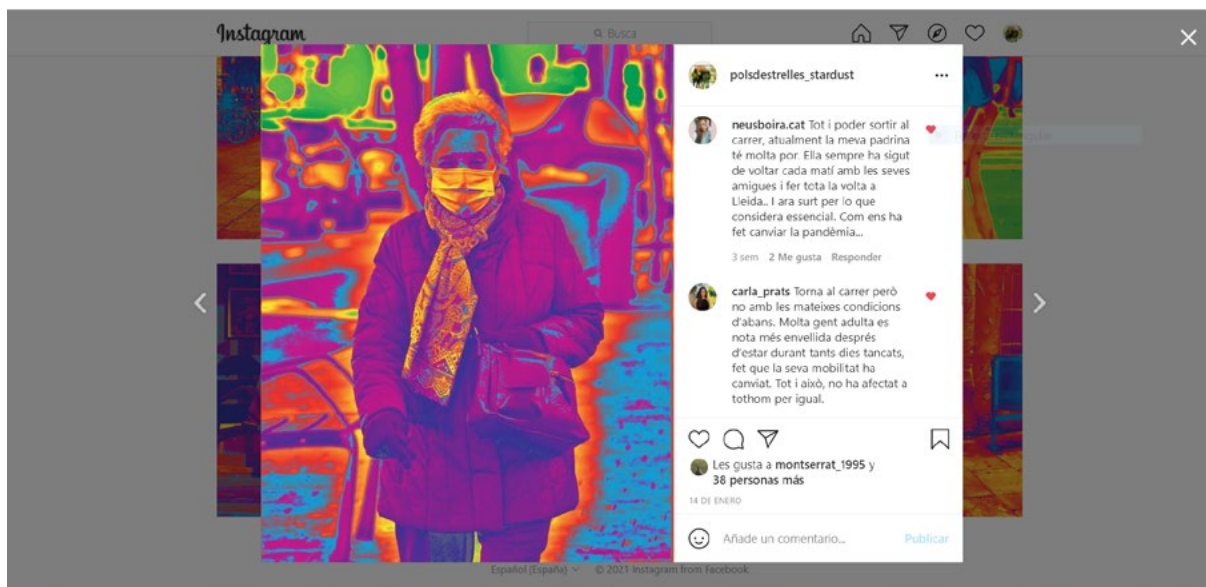 Instagram
Busca
polsdestrelles_stardust
neusboira.cat Tot i poder sortir al
carrer, atualment la meva padrina
té molta por. Ella sempre ha sigut
de voltar cada matí amb les seves
amigues i fer tota la volta a
Lleida.. I ara surt per lo que
considera essencial. Com ens ha
fet canviar la pandèmia...
3 sem 2 Me gusta Responder
carla_prats Torna al carrer però
no amb les mateixes condicions
d'abans. Molta gent adulta es
nota més envellida després
d'estar durant tants dies tancats,
fet que la seva mobilitat ha
canviat. Tot i això, no ha afectat a
tothom per igual.
Les gusta a montserrat_1995 y
38 personas más
14 DE ENERO
Añade un comentario... Publicar
Español (España) © 2021 Instagram from Facebook